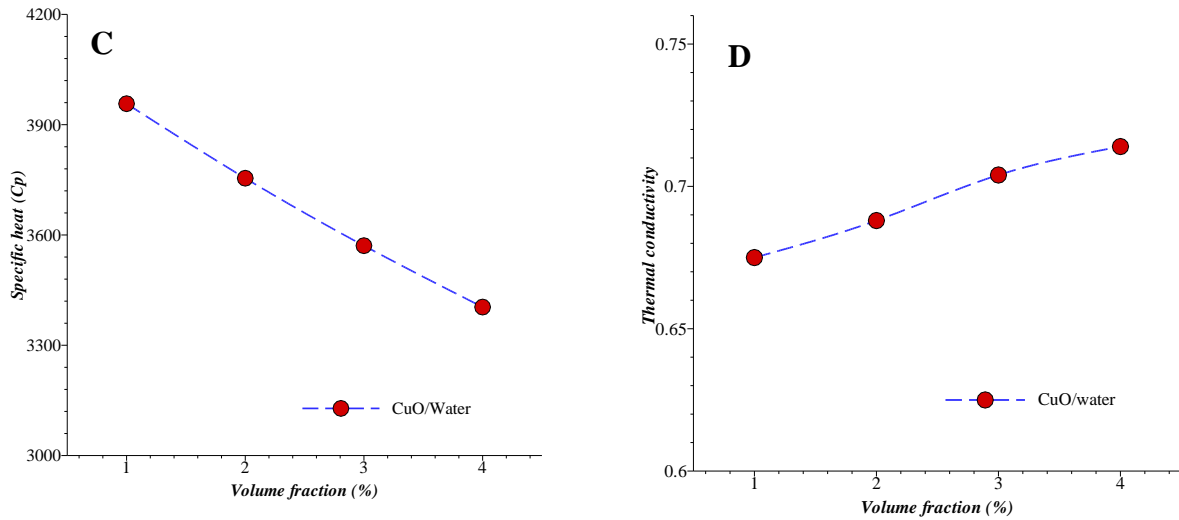 C
4200
3900
3600
3300
3000
Specific heat (Cp)
1
2
3
4
Volume fraction (%)
CuO/Water
D
0.75
0.7
0.65
0.6
Thermal conductivity
1
2
3
4
Volume fraction (%)
CuO/water